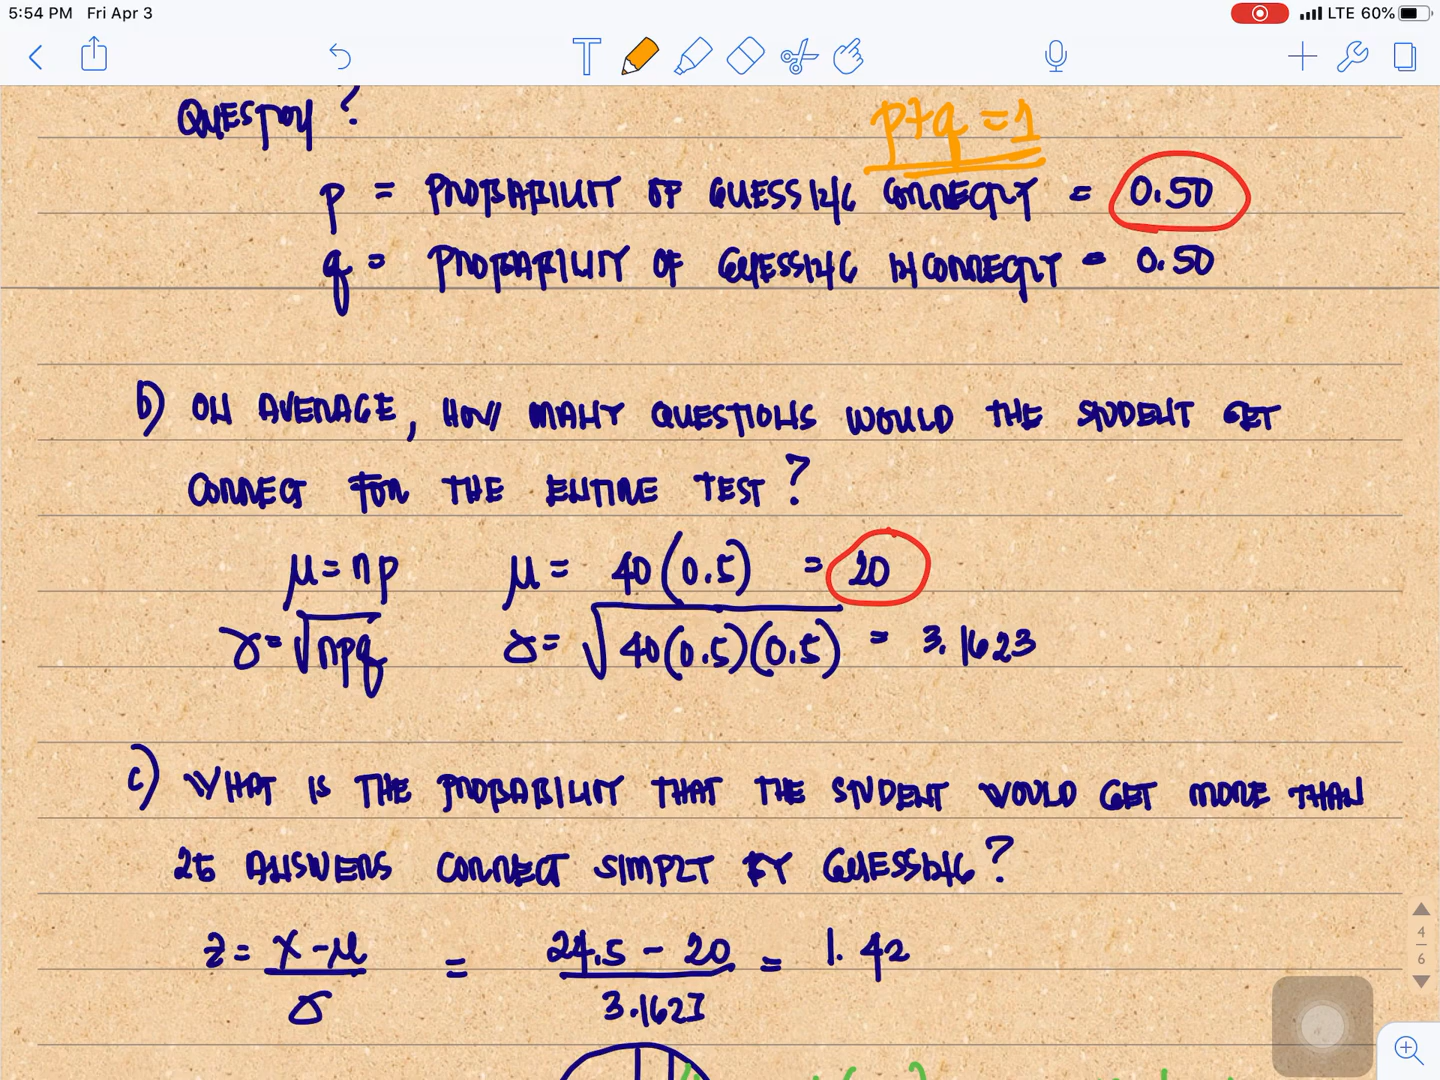 5:54 PM Fri Apr 3 LTE 60%
QUESTION?
p+q = 1
p = PROBABILITY OF GUESSING CORRECTLY = 0.50
q = PROBABILITY OF GUESSING INCORRECTLY = 0.50
b) ON AVERAGE, HOW MANY QUESTIONS WOULD THE STUDENT GET
CORRECT FOR THE ENTIRE TEST?
μ = np μ = 40(0.5) = 20
σ = √npq σ = √40(0.5)(0.5) = 3.1623
c) WHAT IS THE PROBABILITY THAT THE STUDENT WOULD GET MORE THAN
25 ANSWERS CORRECT SIMPLY BY GUESSING?
z = x - μ / σ = 24.5 - 20 / 3.1623 = 1.42
4
6